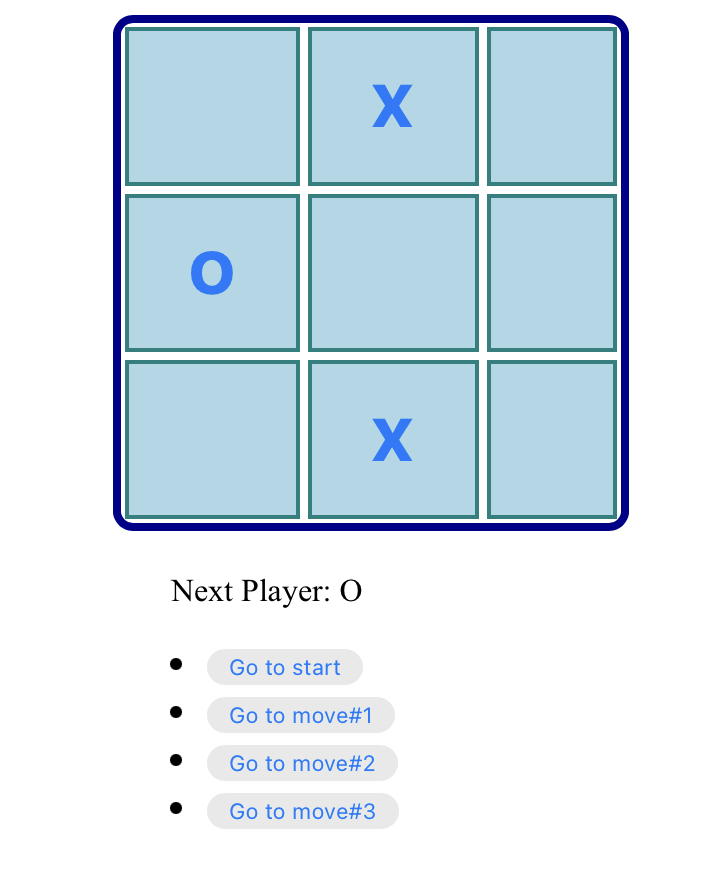 X
O
X
Next Player: O
Go to start
Go to move#1
Go to move#2
Go to move#3